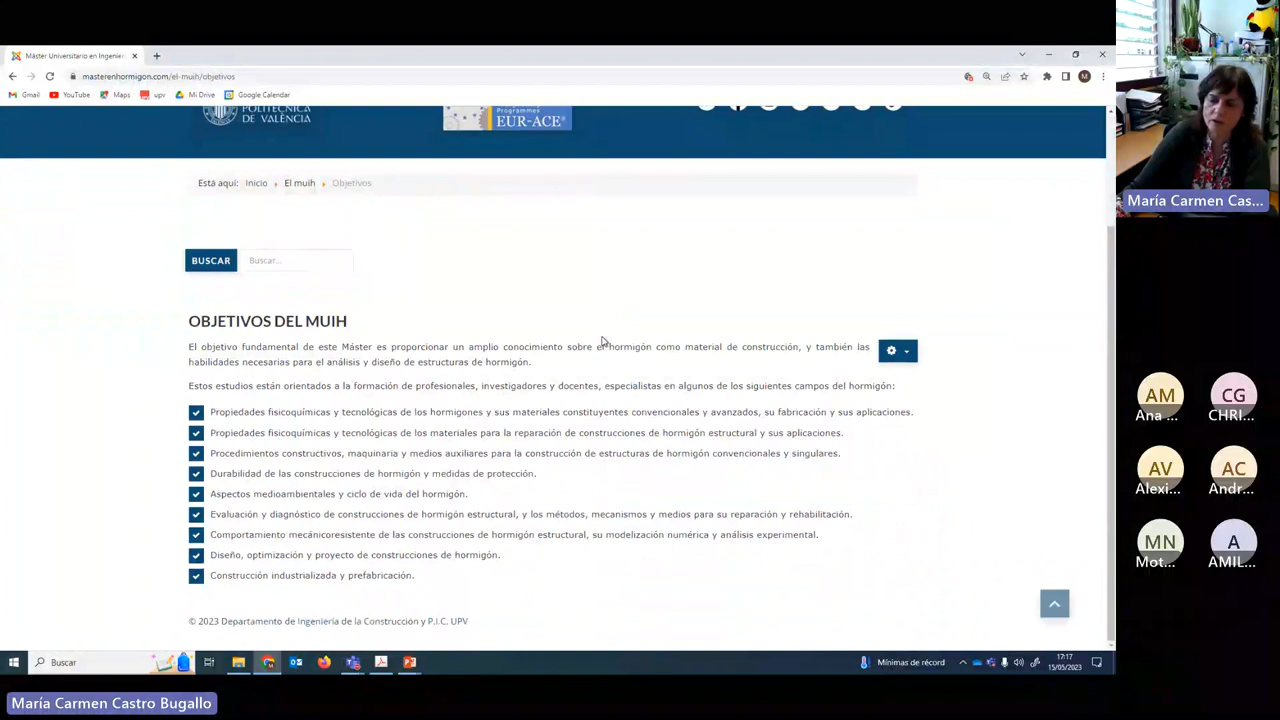 Máster Universitario en Ingenier
masterenhormigon.com/el-muih/objetivos
M
Gmail
YouTube
Maps
upv
Mi Drive
Google Calendar
POLITÈCNICA
DE VALÈNCIA
Programmes
EUR-ACE®
Está aquí: Inicio El muih Objetivos
BUSCAR
Buscar...
OBJETIVOS DEL MUIH
El objetivo fundamental de este Máster es proporcionar un amplio conocimiento sobre el hormigón como material de construcción, y también las
habilidades necesarias para el análisis y diseño de estructuras de hormigón.
Estos estudios están orientados a la formación de profesionales, investigadores y docentes, especialistas en algunos de los siguientes campos del hormigón:
Propiedades fisicoquímicas y tecnológicas de los hormigones y sus materiales constituyentes convencionales y avanzados, su fabricación y sus aplicaciones.
Propiedades fisicoquímicas y tecnológicas de los materiales para la reparación de construcciones de hormigón estructural y sus aplicaciones.
Procedimientos constructivos, maquinaria y medios auxiliares para la construcción de estructuras de hormigón convencionales y singulares.
Durabilidad de las construcciones de hormigón y medidas de protección.
Aspectos medioambientales y ciclo de vida del hormigón.
Evaluación y diagnóstico de construcciones de hormigón estructural, y los métodos, mecanismos y medios para su reparación y rehabilitación.
Comportamiento mecánicoresistente de las construcciones de hormigón estructural, su modelización numérica y análisis experimental.
Diseño, optimización y proyecto de construcciones de hormigón.
Construcción industrializada y prefabricación.
© 2023 Departamento de Ingeniería de la Construcción y P.I.C. UPV
Buscar
Mínimas de récord
17:17
15/05/2023
María Carmen Castro Bugallo
María Carmen Cas...
AM
Ana ...
CG
CHRI...
AV
Alexi...
AC
Andr...
MN
Mot...
A
AMIL...